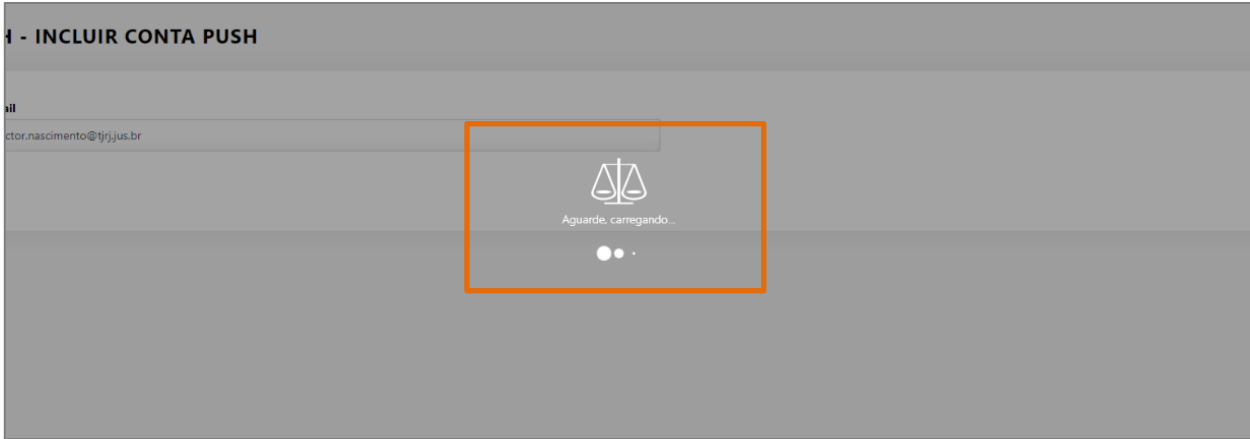 - INCLUIR CONTA PUSH
ail
ctor.nascimento@tjrj.jus.br
Aguarde, carregando...